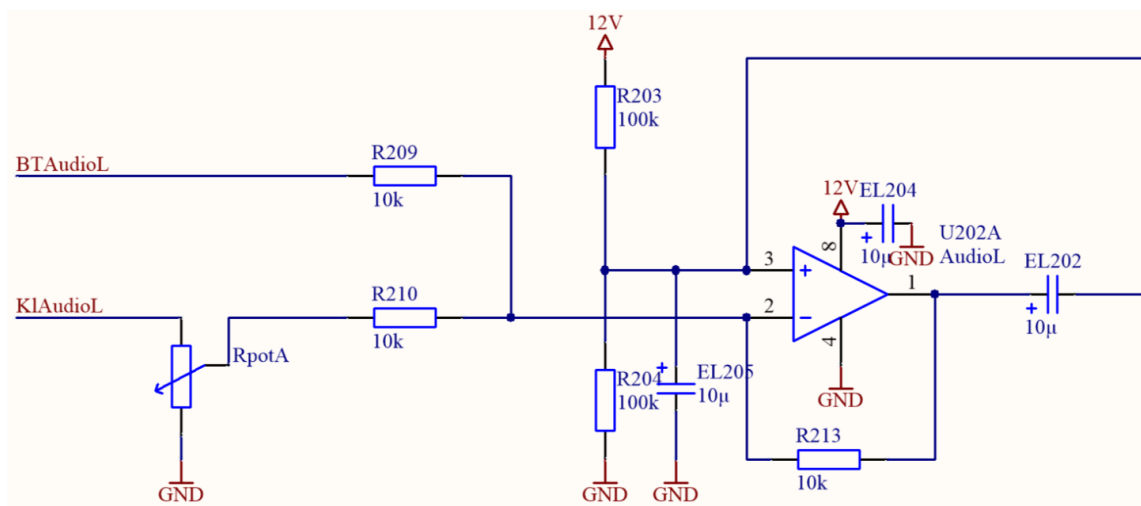 12V
R203
100k
BTAudioL
R209
10k
12V
EL204
10µ
GND
8
U202A
AudioL
3
+
1
EL202
+
10µ
KlAudioL
R210
10k
2
−
4
RpotA
R204
100k
+
EL205
10µ
GND
R213
10k
GND
GND
GND